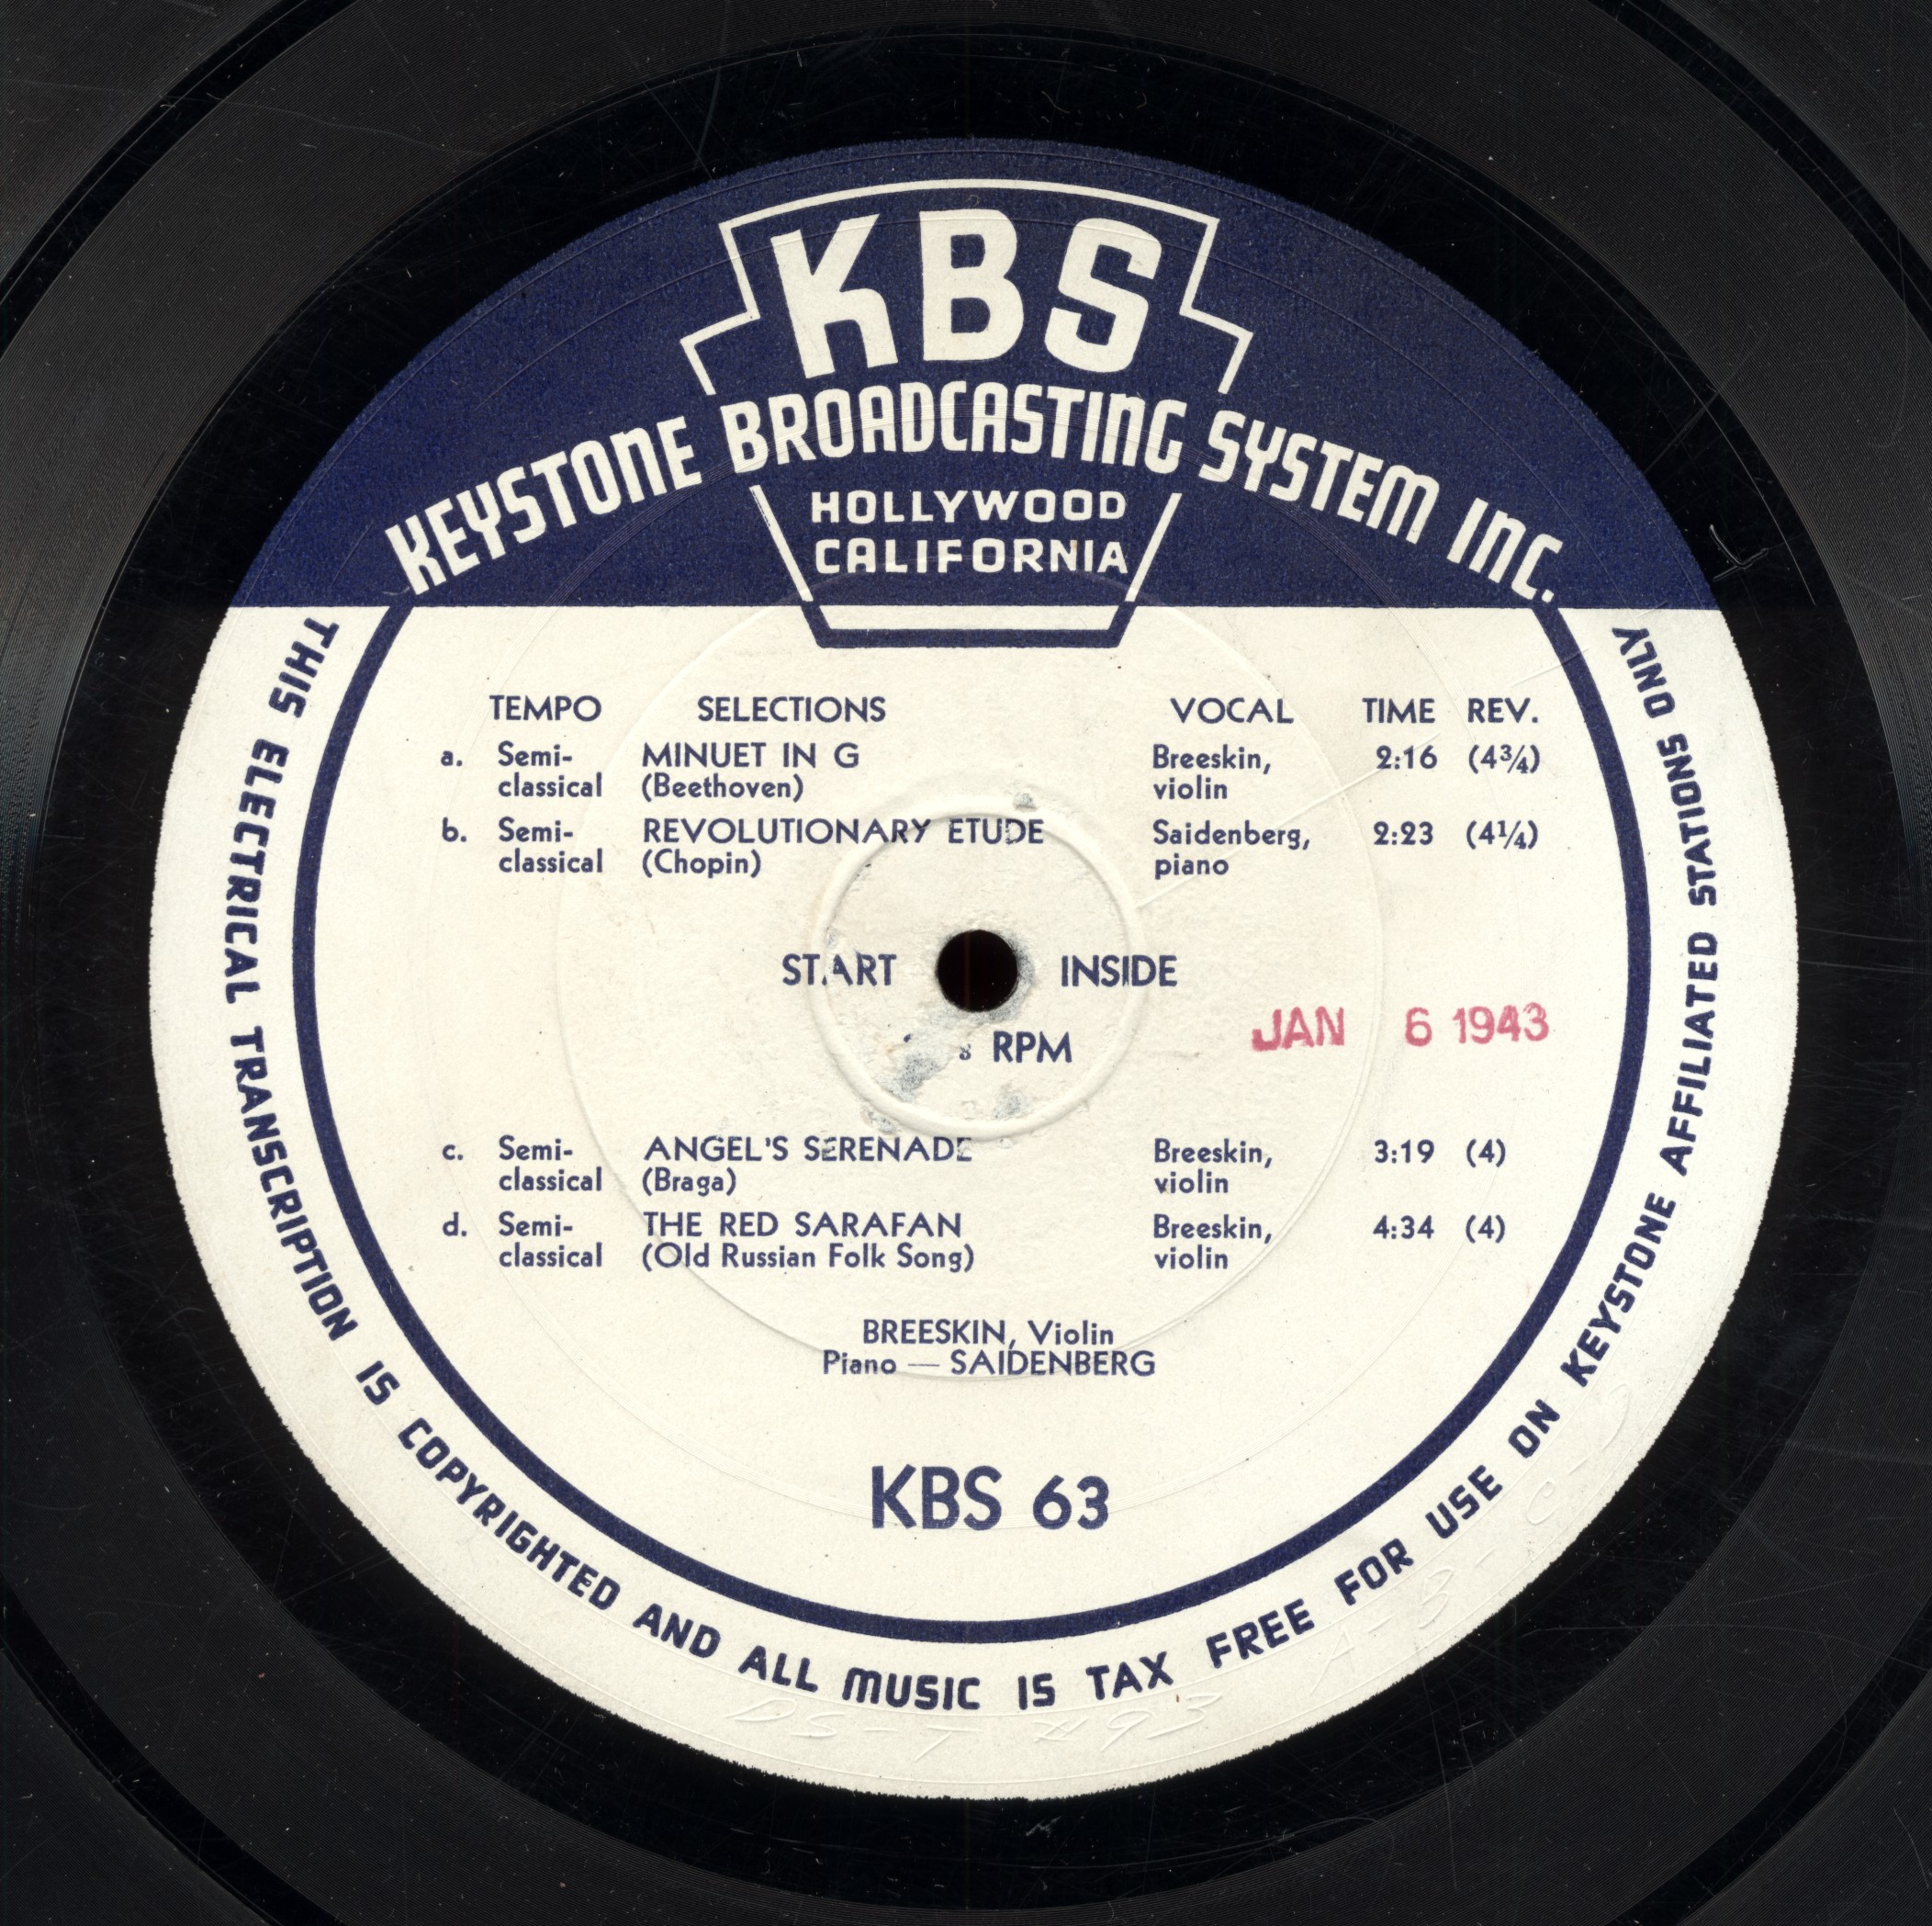 KBS
KEYSTONE BROADCASTING SYSTEM INC.
HOLLYWOOD
CALIFORNIA
TEMPO SELECTIONS VOCAL TIME REV.
a. Semi- MINUET IN G Breeskin, 2:16 (4¾)
classical (Beethoven) violin
b. Semi- REVOLUTIONARY ETUDE Saidenberg, 2:23 (4¼)
classical (Chopin) piano
START INSIDE
JAN 6 1943
RPM
c. Semi- ANGEL'S SERENADE Breeskin, 3:19 (4)
classical (Braga) violin
d. Semi- THE RED SARAFAN Breeskin, 4:34 (4)
classical (Old Russian Folk Song) violin
BREESKIN, Violin
Piano — SAIDENBERG
KBS 63
THIS ELECTRICAL TRANSCRIPTION IS COPYRIGHTED AND ALL MUSIC IS TAX FREE FOR USE ON KEYSTONE AFFILIATED STATIONS ONLY